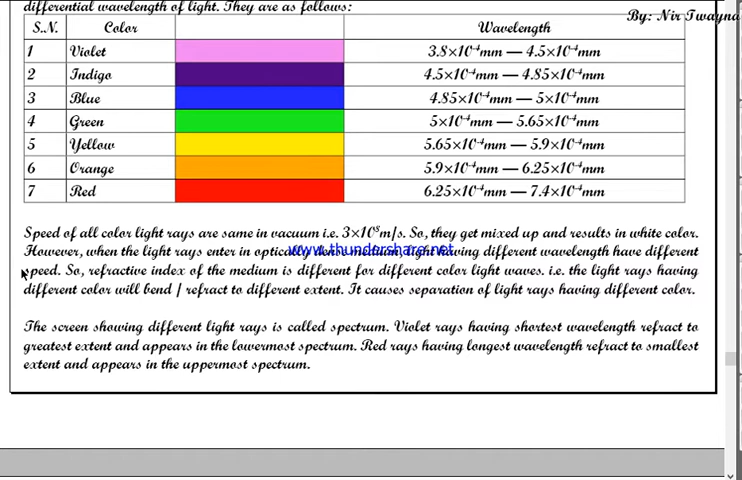 differential wavelength of light. They are as follows:
By: Nir Twayna
S.N. Color Wavelength
1 Violet 3.8×10⁻⁴mm — 4.5×10⁻⁴mm
2 Indigo 4.5×10⁻⁴mm — 4.85×10⁻⁴mm
3 Blue 4.85×10⁻⁴mm — 5×10⁻⁴mm
4 Green 5×10⁻⁴mm — 5.65×10⁻⁴mm
5 Yellow 5.65×10⁻⁴mm — 5.9×10⁻⁴mm
6 Orange 5.9×10⁻⁴mm — 6.25×10⁻⁴mm
7 Red 6.25×10⁻⁴mm — 7.4×10⁻⁴mm
Speed of all color light rays are same in vacuum i.e. 3×10⁸m/s. So, they get mixed up and results in white color.
However, when the light rays enter in optically dense medium, light having different wavelength have different
www.thundershare.net
speed. So, refractive index of the medium is different for different color light waves. i.e. the light rays having
different color will bend / refract to different extent. It causes separation of light rays having different color.
The screen showing different light rays is called spectrum. Violet rays having shortest wavelength refract to
greatest extent and appears in the lowermost spectrum. Red rays having longest wavelength refract to smallest
extent and appears in the uppermost spectrum.